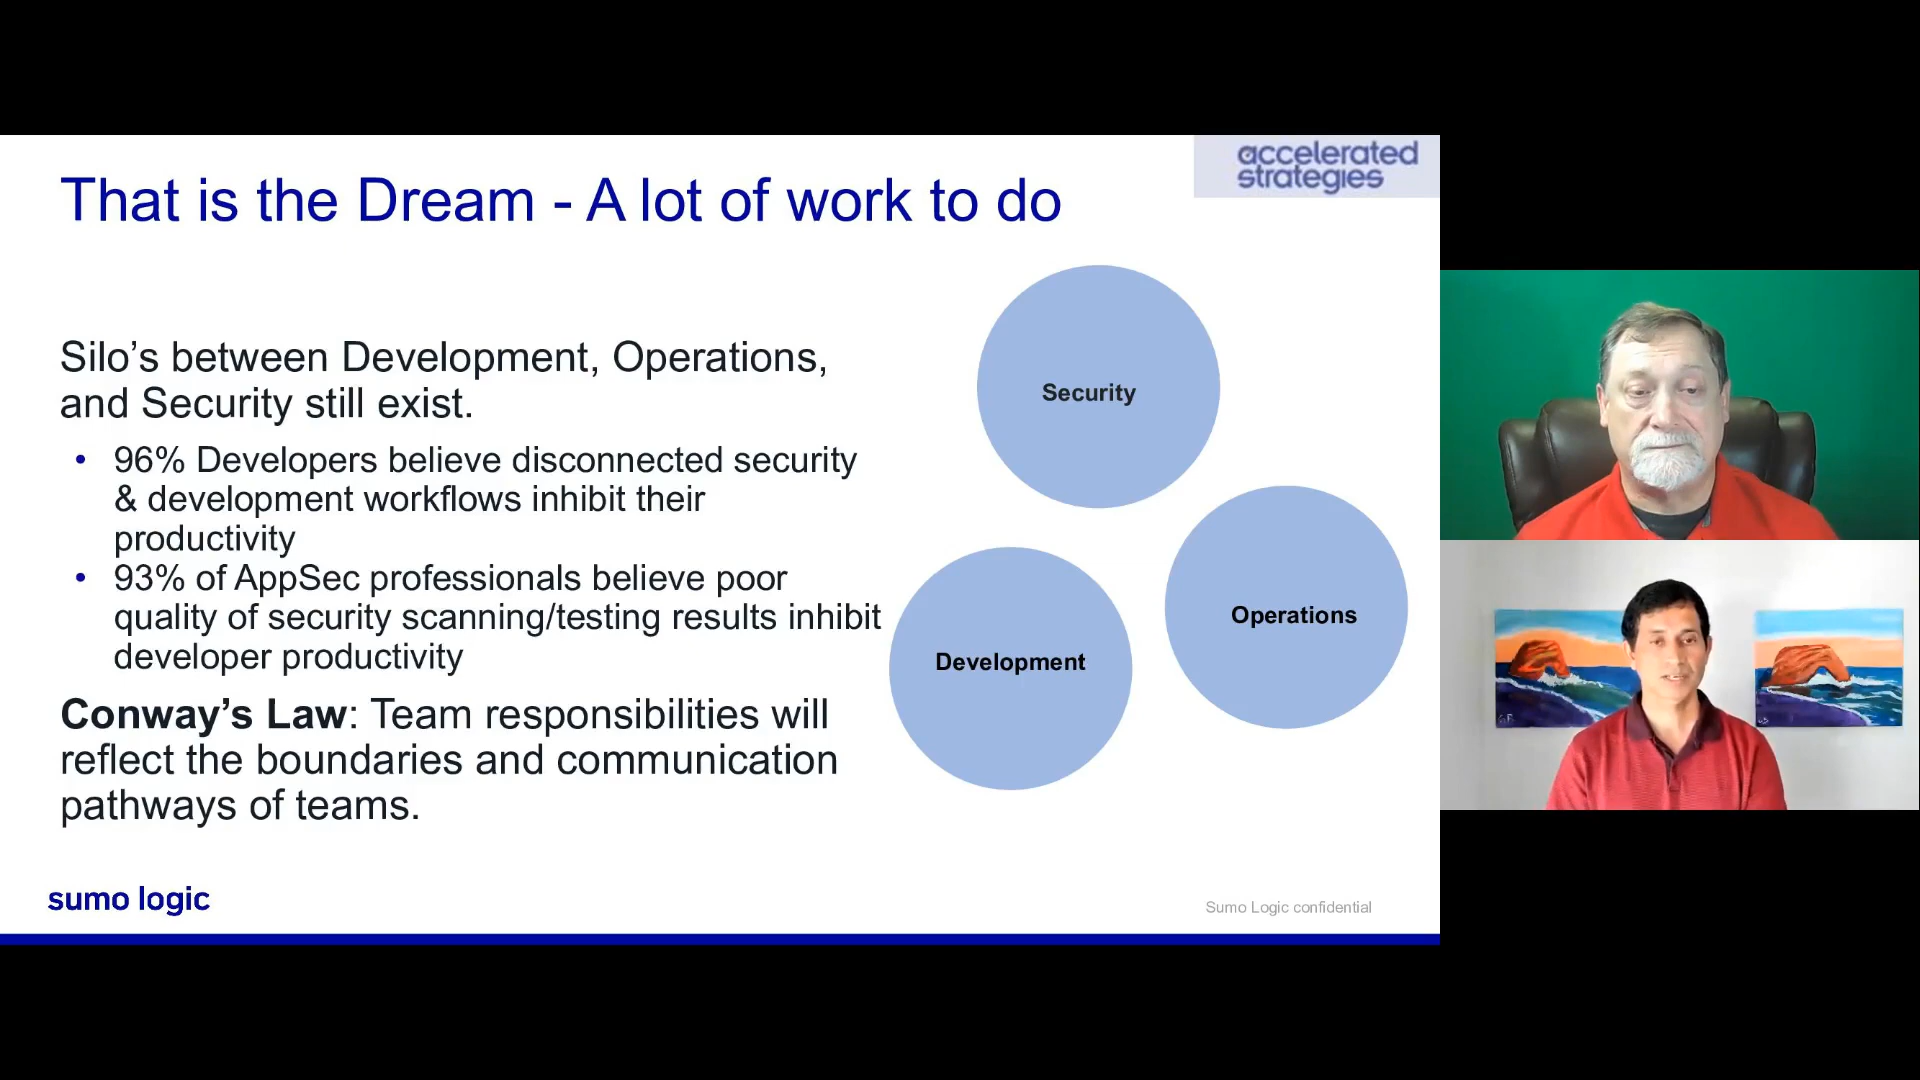 accelerated
strategies
That is the Dream - A lot of work to do
Silo’s between Development, Operations,
and Security still exist.
• 96% Developers believe disconnected security
& development workflows inhibit their
productivity
• 93% of AppSec professionals believe poor
quality of security scanning/testing results inhibit
developer productivity
Conway’s Law: Team responsibilities will
reflect the boundaries and communication
pathways of teams.
Security
Operations
Development
sumo logic
Sumo Logic confidential